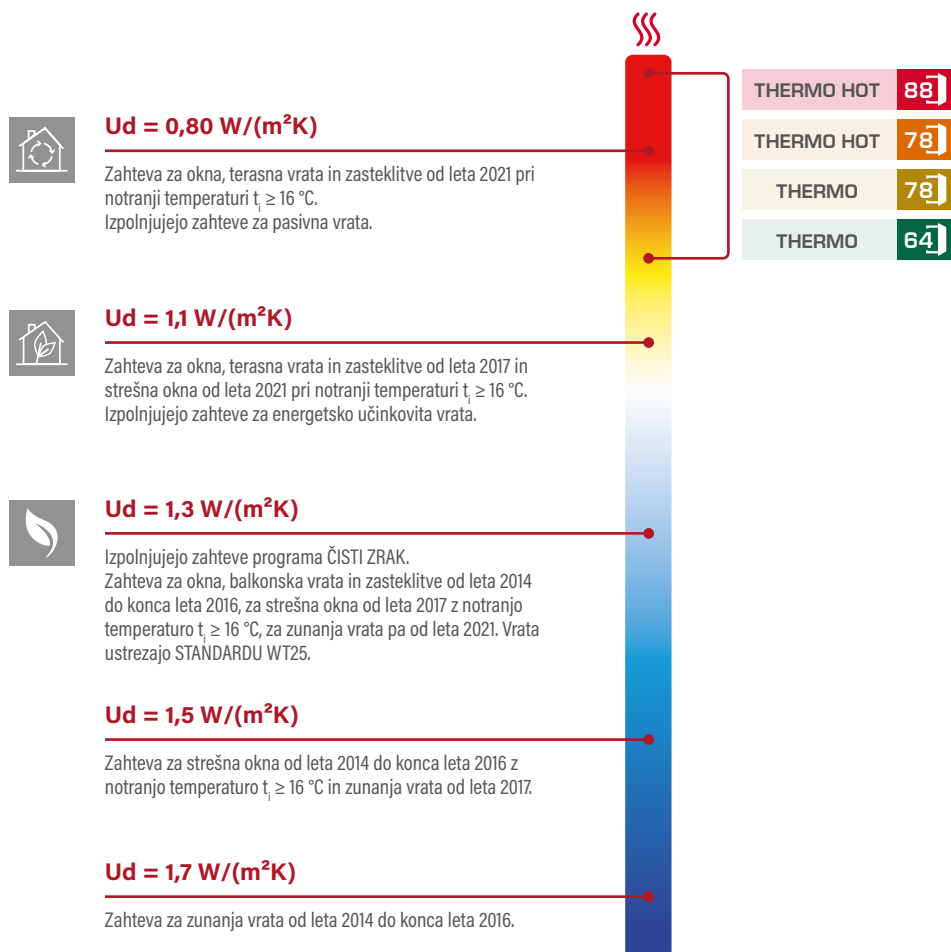 THERMO HOT 88
THERMO HOT 78
THERMO 78
THERMO 64
Ud = 0,80 W/(m²K)
Zahteva za okna, terasna vrata in zasteklitve od leta 2021 pri
notranji temperaturi tᵢ ≥ 16 °C.
Izpolnjujejo zahteve za pasivna vrata.
Ud = 1,1 W/(m²K)
Zahteva za okna, terasna vrata in zasteklitve od leta 2017 in
strešna okna od leta 2021 pri notranji temperaturi tᵢ ≥ 16 °C.
Izpolnjujejo zahteve za energetsko učinkovita vrata.
Ud = 1,3 W/(m²K)
Izpolnjujejo zahteve programa ČISTI ZRAK.
Zahteva za okna, balkonska vrata in zasteklitve od leta 2014
do konca leta 2016, za strešna okna od leta 2017 z notranjo
temperaturo tᵢ ≥ 16 °C, za zunanja vrata pa od leta 2021. Vrata
ustrezajo STANDARDU WT25.
Ud = 1,5 W/(m²K)
Zahteva za strešna okna od leta 2014 do konca leta 2016 z
notranjo temperaturo tᵢ ≥ 16 °C in zunanja vrata od leta 2017.
Ud = 1,7 W/(m²K)
Zahteva za zunanja vrata od leta 2014 do konca leta 2016.